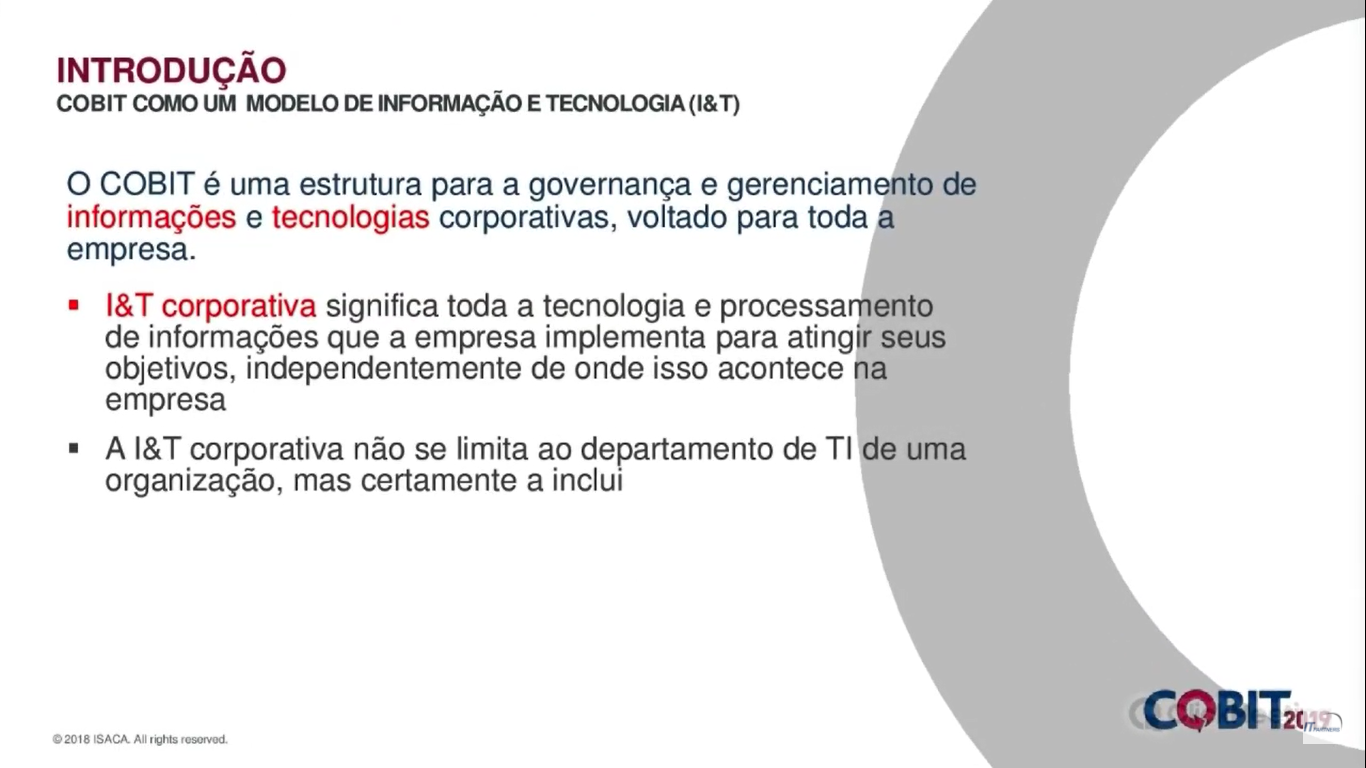 INTRODUÇÃO
COBIT COMO UM MODELO DE INFORMAÇÃO E TECNOLOGIA (I&T)
O COBIT é uma estrutura para a governança e gerenciamento de
informações e tecnologias corporativas, voltado para toda a
empresa.
▪ I&T corporativa significa toda a tecnologia e processamento
de informações que a empresa implementa para atingir seus
objetivos, independentemente de onde isso acontece na
empresa
▪ A I&T corporativa não se limita ao departamento de TI de uma
organização, mas certamente a inclui
COBIT 2019
© 2018 ISACA. All rights reserved.